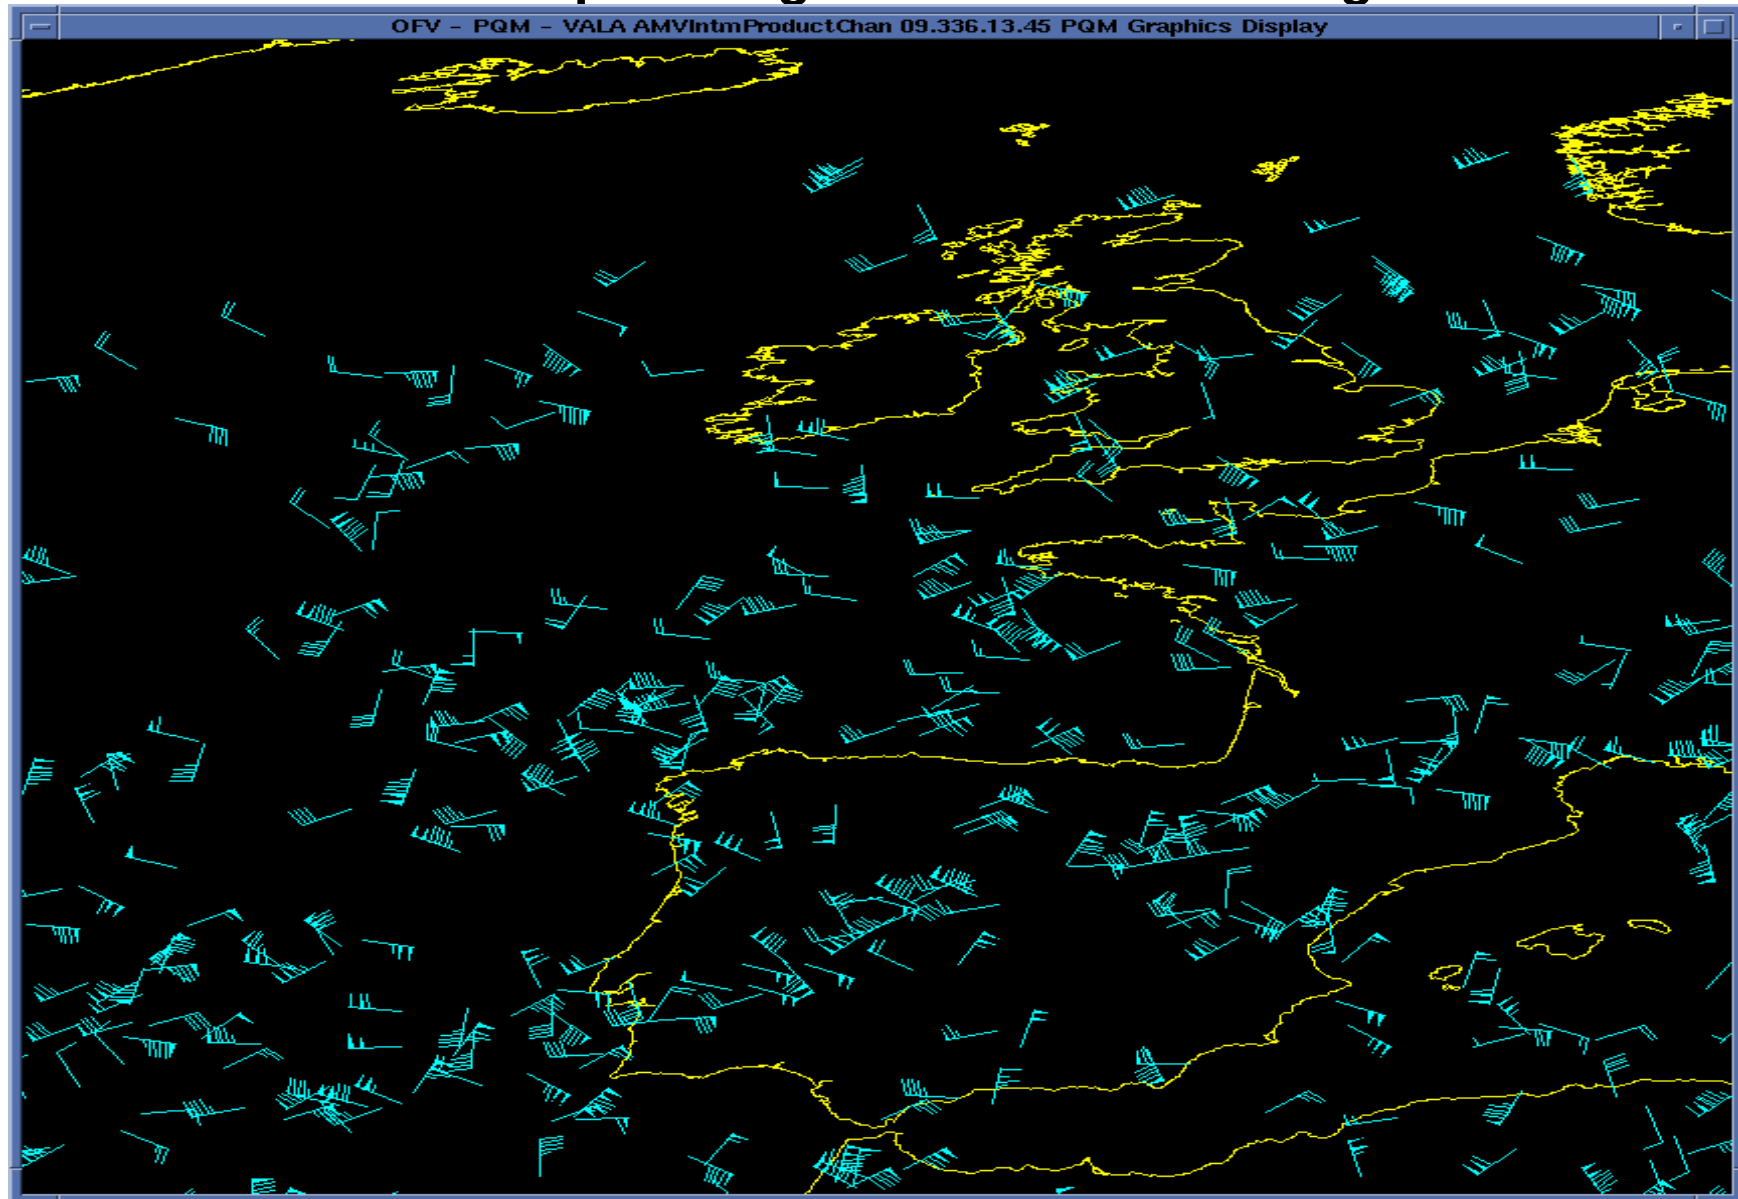 OFV - PQM - VALA AMVIntmProductChan 09.336.13.45 PQM Graphics Display